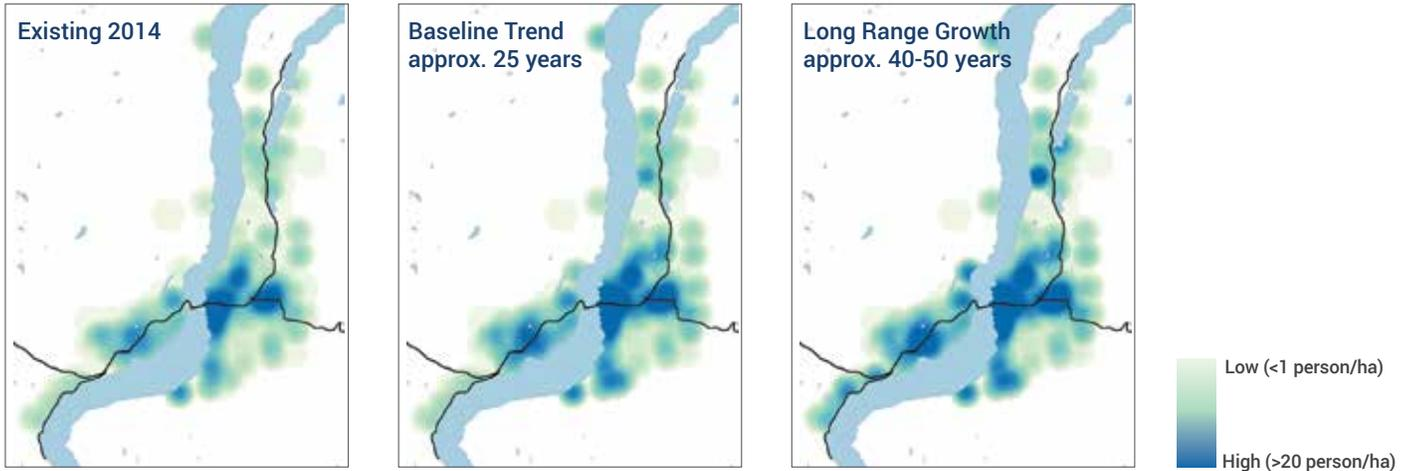 Existing 2014
Baseline Trend
approx. 25 years
Long Range Growth
approx. 40-50 years
Low (<1 person/ha)
High (>20 person/ha)